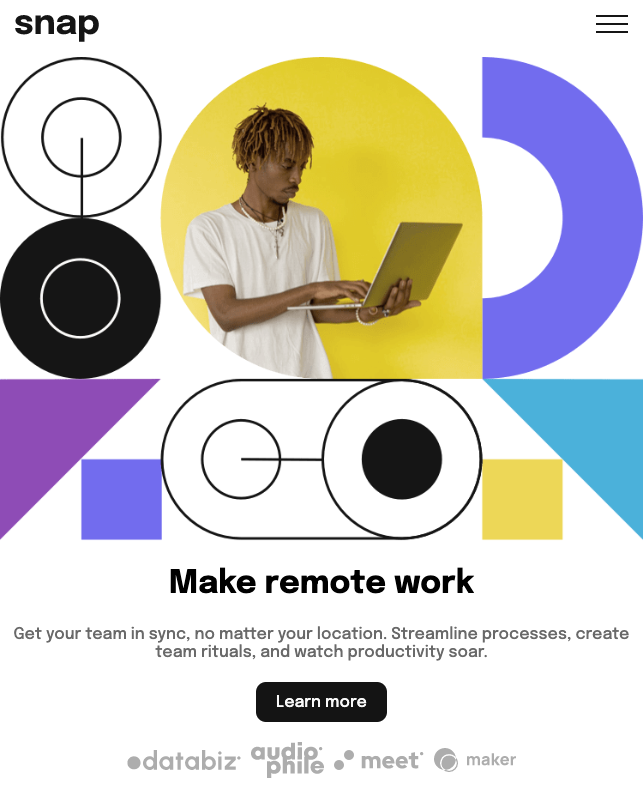 snap
Make remote work
Get your team in sync, no matter your location. Streamline processes, create
team rituals, and watch productivity soar.
Learn more
databiz audiophile meet maker